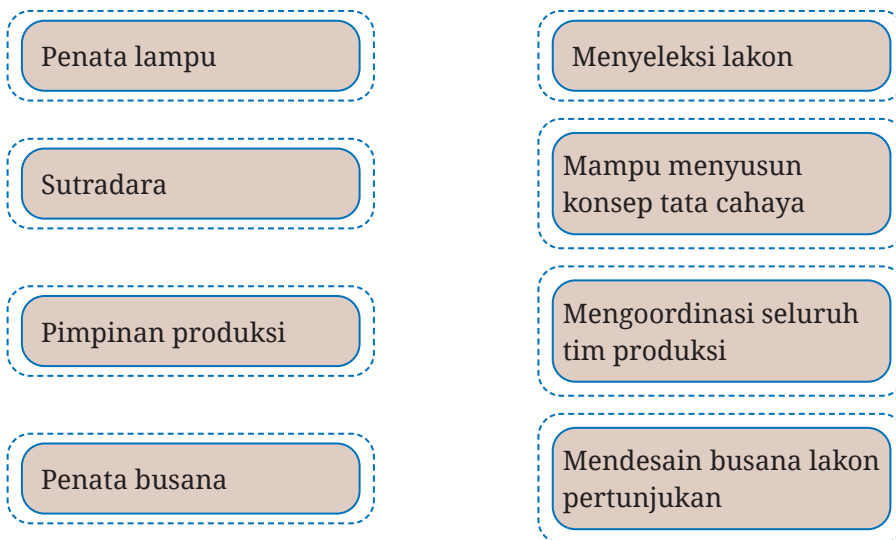 Penata lampu
Menyeleksi lakon
Sutradara
Mampu menyusun
konsep tata cahaya
Pimpinan produksi
Mengoordinasi seluruh
tim produksi
Penata busana
Mendesain busana lakon
pertunjukan